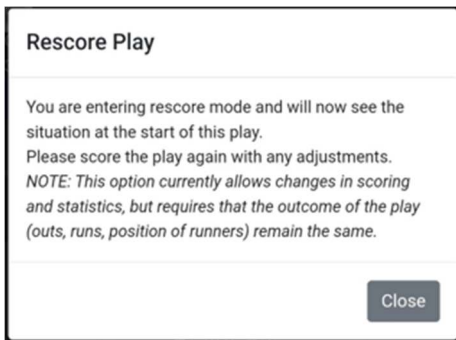 Rescore Play
You are entering rescore mode and will now see the
situation at the start of this play.
Please score the play again with any adjustments.
NOTE: This option currently allows changes in scoring
and statistics, but requires that the outcome of the play
(outs, runs, position of runners) remain the same.
Close